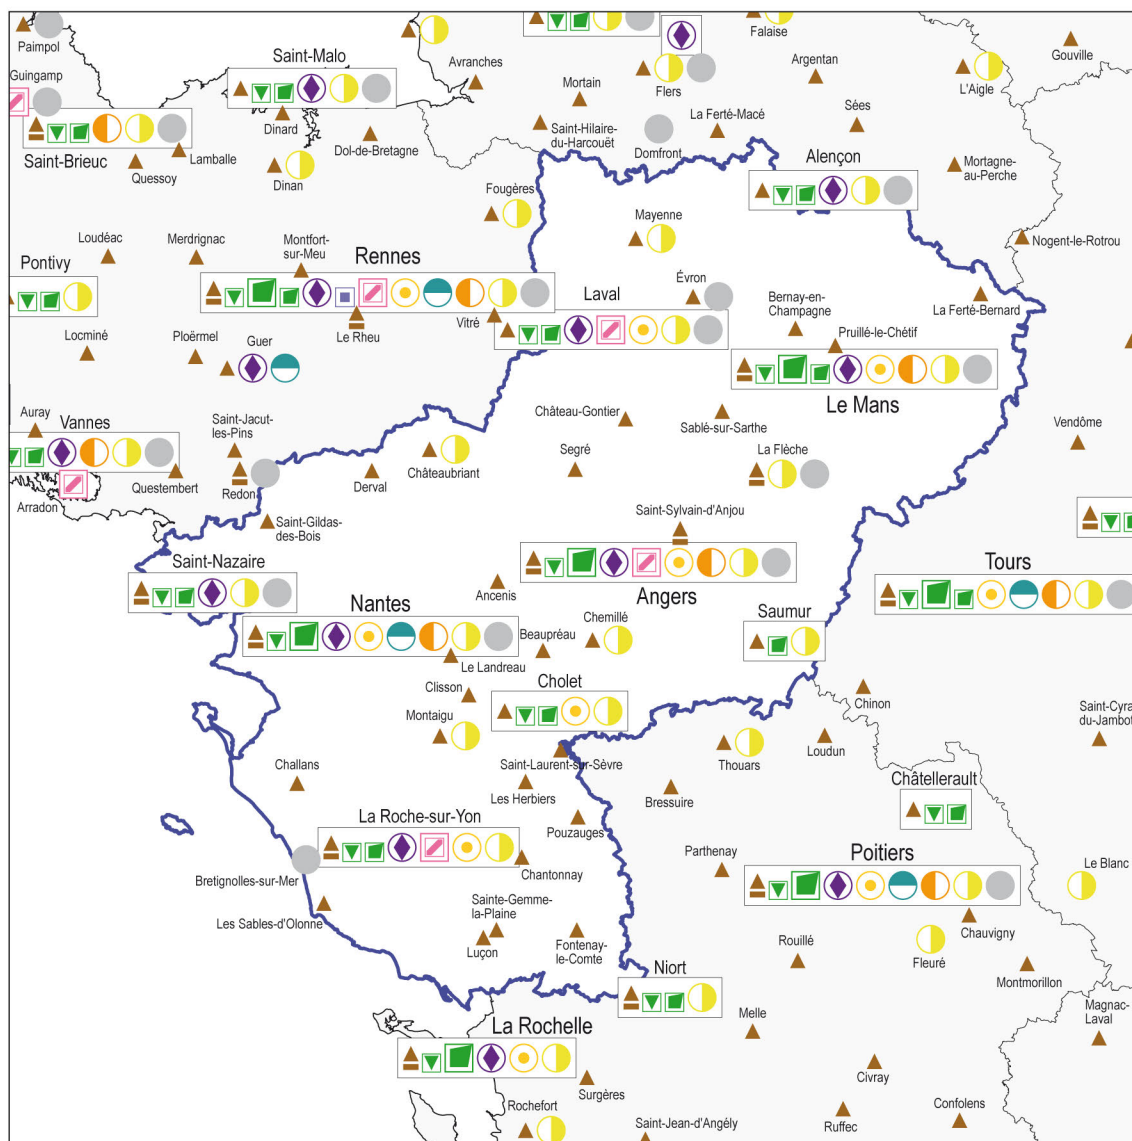 Paimpol
Guingamp
Saint-Malo
Avranches
Falaise
Flers
Mortain
Argentan
Gouville
L'Aigle
Saint-Brieuc
Lamballe
Quessoy
Dinard
Dinan
Dol-de-Bretagne
Saint-Hilaire-
du-Harcouët
Domfront
La Ferté-Macé
Sées
Alençon
Mortagne-
au-Perche
Fougères
Mayenne
Nogent-le-Rotrou
Loudéac
Merdrignac
Montfort-
sur-Meu
Rennes
Pontivy
Évron
Laval
Bernay-en-
Champagne
La Ferté-Bernard
Locminé
Ploërmel
Guer
Le Rheu
Vitré
Pruillé-le-Chétif
Le Mans
Auray
Vannes
Saint-Jacut-
les-Pins
Château-Gontier
Sablé-sur-Sarthe
Vendôme
Arradon
Questembert
Redon
Derval
Châteaubriant
Segré
La Flèche
Saint-Gildas-
des-Bois
Saint-Sylvain-d'Anjou
Saint-Nazaire
Nantes
Ancenis
Angers
Tours
Saumur
Beaupréau
Chemillé
Le Landreau
Clisson
Cholet
Montaigu
Chinon
Saint-Cyra
du-Jambot
Challans
Saint-Laurent-sur-Sèvre
Les Herbiers
Thouars
Loudun
Bressuire
Châtellerault
La Roche-sur-Yon
Pouzauges
Chantonnay
Parthenay
Poitiers
Le Blanc
Bretignolles-sur-Mer
Les Sables-d'Olonne
Sainte-Gemme-
la-Plaine
Luçon
Fontenay-
le-Comte
Rouillé
Fleuré
Chauvigny
Montmorillon
Niort
Melle
Magnac-
Laval
La Rochelle
Surgères
Civray
Rochefort
Saint-Jean-d'Angély
Ruffec
Confolens